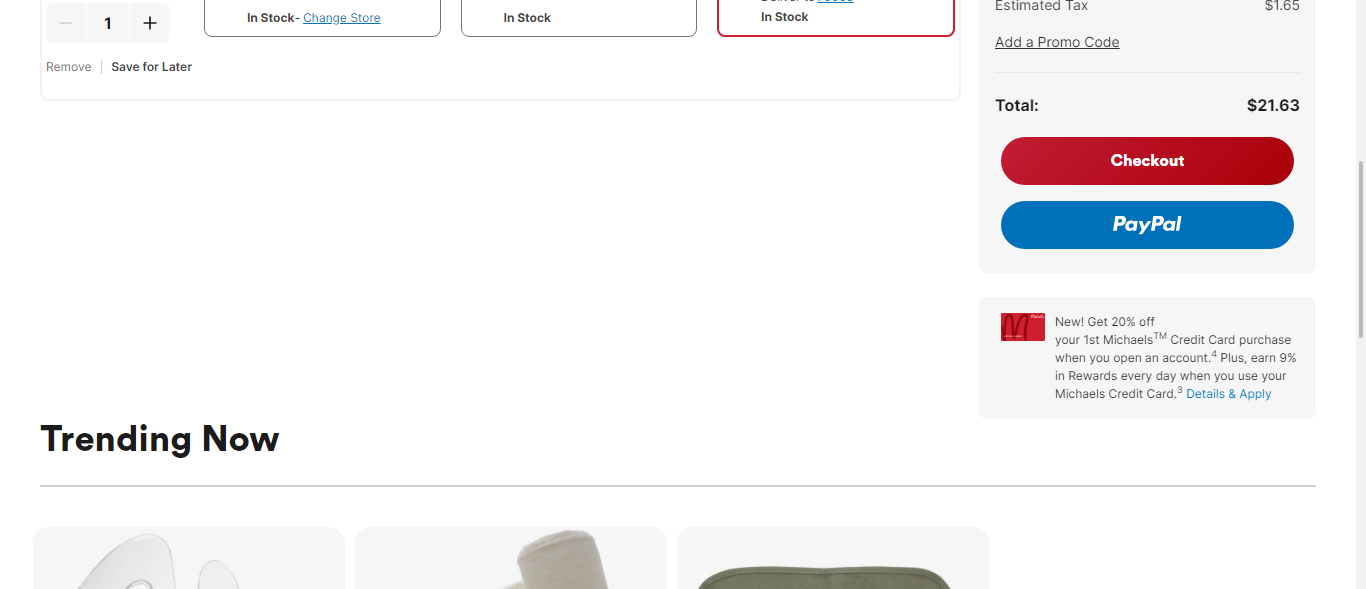 1
In Stock- Change Store
In Stock
In Stock
Remove
Save for Later
Estimated Tax
$1.65
Add a Promo Code
Total:
$21.63
Checkout
PayPal
New! Get 20% off
your 1st Michaels™ Credit Card purchase
when you open an account.⁴ Plus, earn 9%
in Rewards every day when you use your
Michaels Credit Card.³ Details & Apply
Trending Now